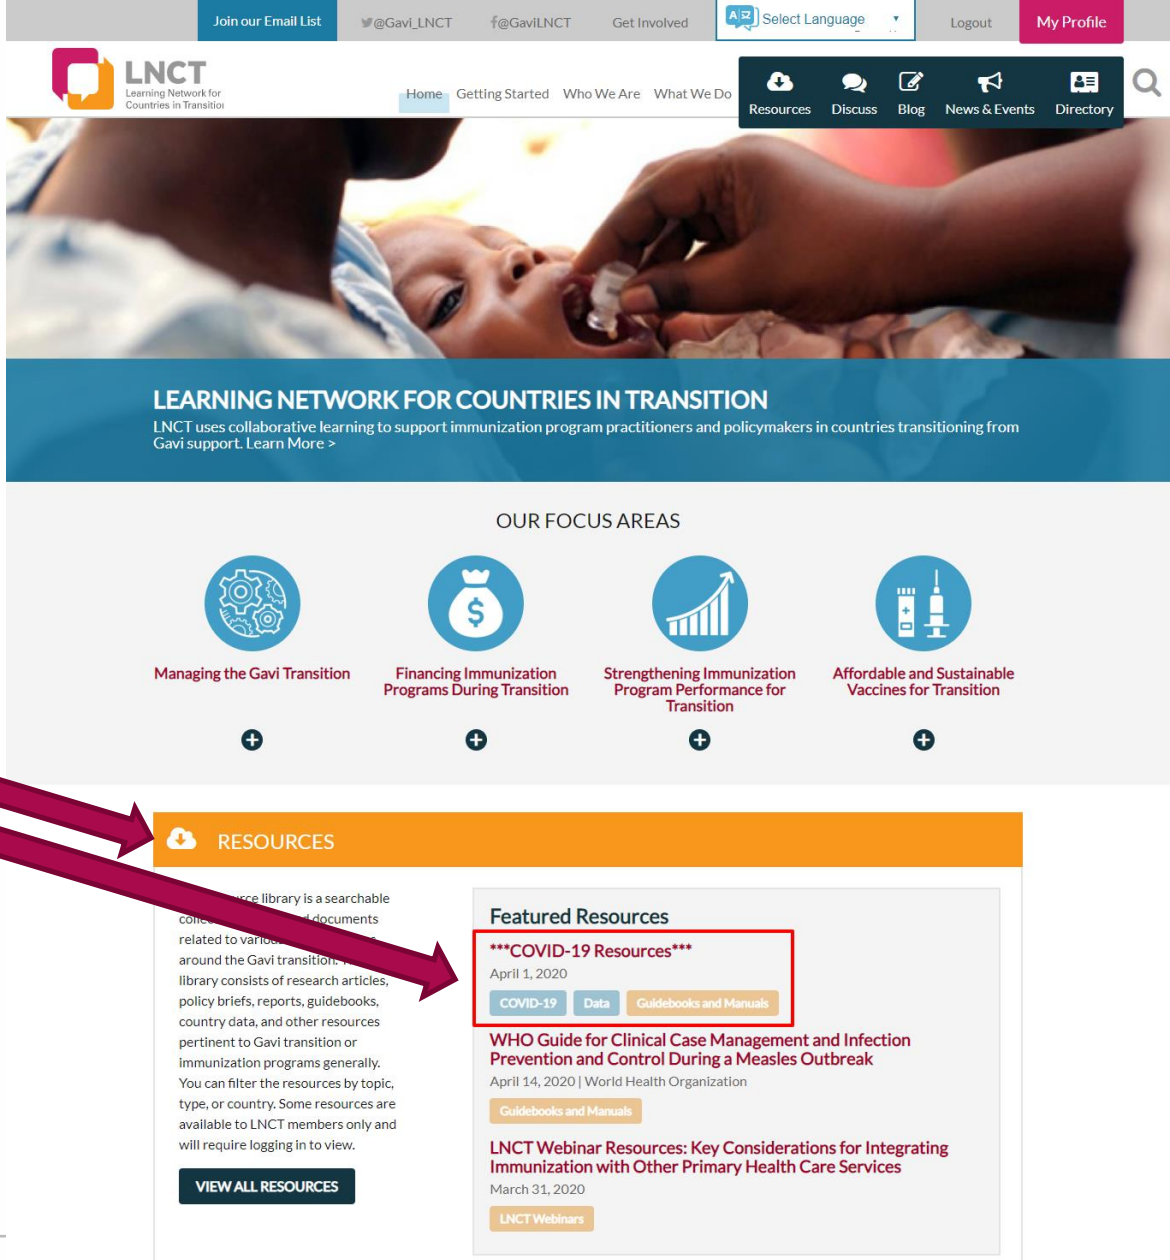 Join our Email List
@Gavi_LNCT
@GaviLNCT
Get Involved
Select Language
Logout
My Profile
LNCT
Learning Network for
Countries in Transition
Home
Getting Started
Who We Are
What We Do
Resources
Discuss
Blog
News & Events
Directory
LEARNING NETWORK FOR COUNTRIES IN TRANSITION
LNCT uses collaborative learning to support immunization program practitioners and policymakers in countries transitioning from
Gavi support. Learn More >
OUR FOCUS AREAS
Managing the Gavi Transition
Financing Immunization
Programs During Transition
Strengthening Immunization
Program Performance for
Transition
Affordable and Sustainable
Vaccines for Transition
RESOURCES
library is a searchable
documents
related to
around the Gavi transition.
library consists of research articles,
policy briefs, reports, guidebooks,
country data, and other resources
pertinent to Gavi transition or
immunization programs generally.
You can filter the resources by topic,
type, or country. Some resources are
available to LNCT members only and
will require logging in to view.
VIEW ALL RESOURCES
Featured Resources
***COVID-19 Resources***
April 1, 2020
COVID-19 Data Guidebooks and Manuals
WHO Guide for Clinical Case Management and Infection
Prevention and Control During a Measles Outbreak
April 14, 2020 | World Health Organization
Guidebooks and Manuals
LNCT Webinar Resources: Key Considerations for Integrating
Immunization with Other Primary Health Care Services
March 31, 2020
LNCT Webinars